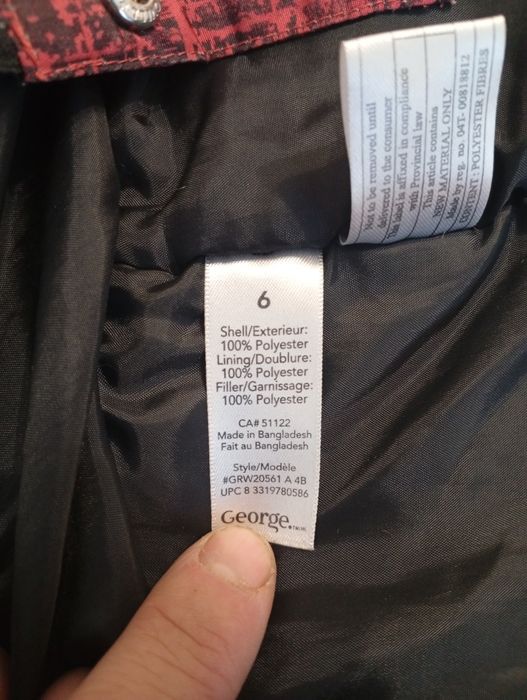 Not to be removed until
delivered to the consumer
This label is affixed in compliance
with Provincial law
This article contains
NEW MATERIAL ONLY
Made by reg. no. 04T- 00818812
CONTENT: POLYESTER FIBRES
6
Shell/Exterieur:
100% Polyester
Lining/Doublure:
100% Polyester
Filler/Garnissage:
100% Polyester
CA# 51122
Made in Bangladesh
Fait au Bangladesh
Style/Modèle
#GRW20561 A 4B
UPC 8 3319780586
George